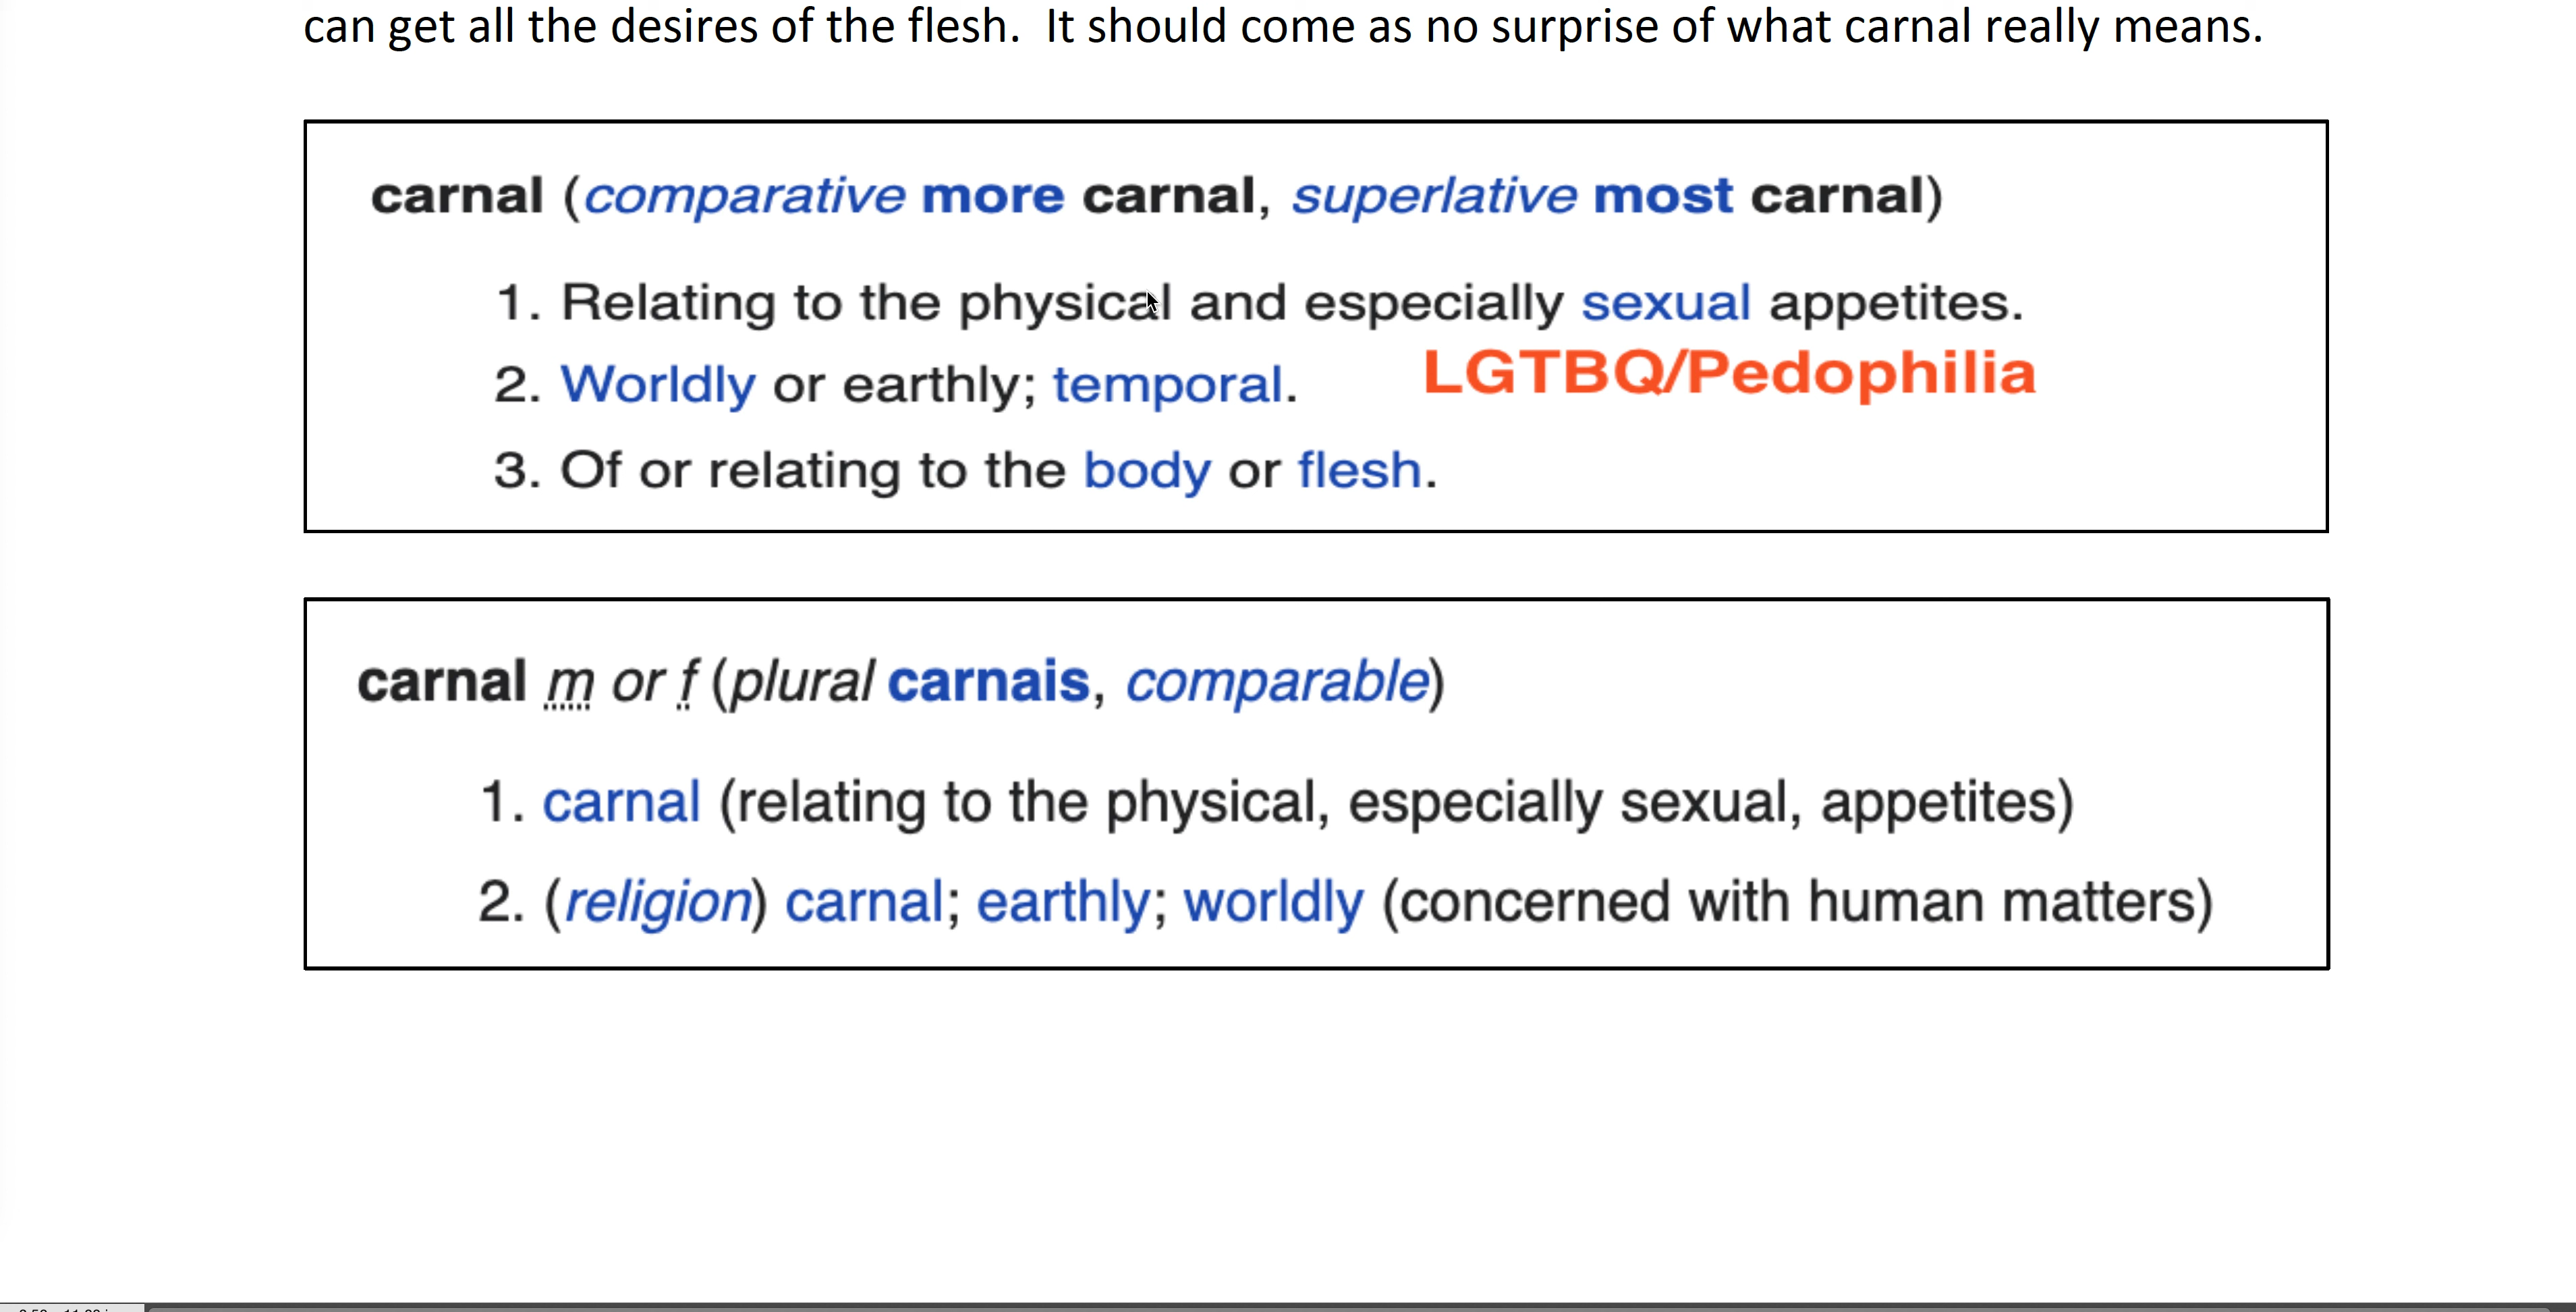 can get all the desires of the flesh.  It should come as no surprise of what carnal really means.
carnal (comparative more carnal, superlative most carnal)
1. Relating to the physical and especially sexual appetites.
2. Worldly or earthly; temporal.
LGTBQ/Pedophilia
3. Of or relating to the body or flesh.
carnal m or f (plural carnais, comparable)
1. carnal (relating to the physical, especially sexual, appetites)
2. (religion) carnal; earthly; worldly (concerned with human matters)